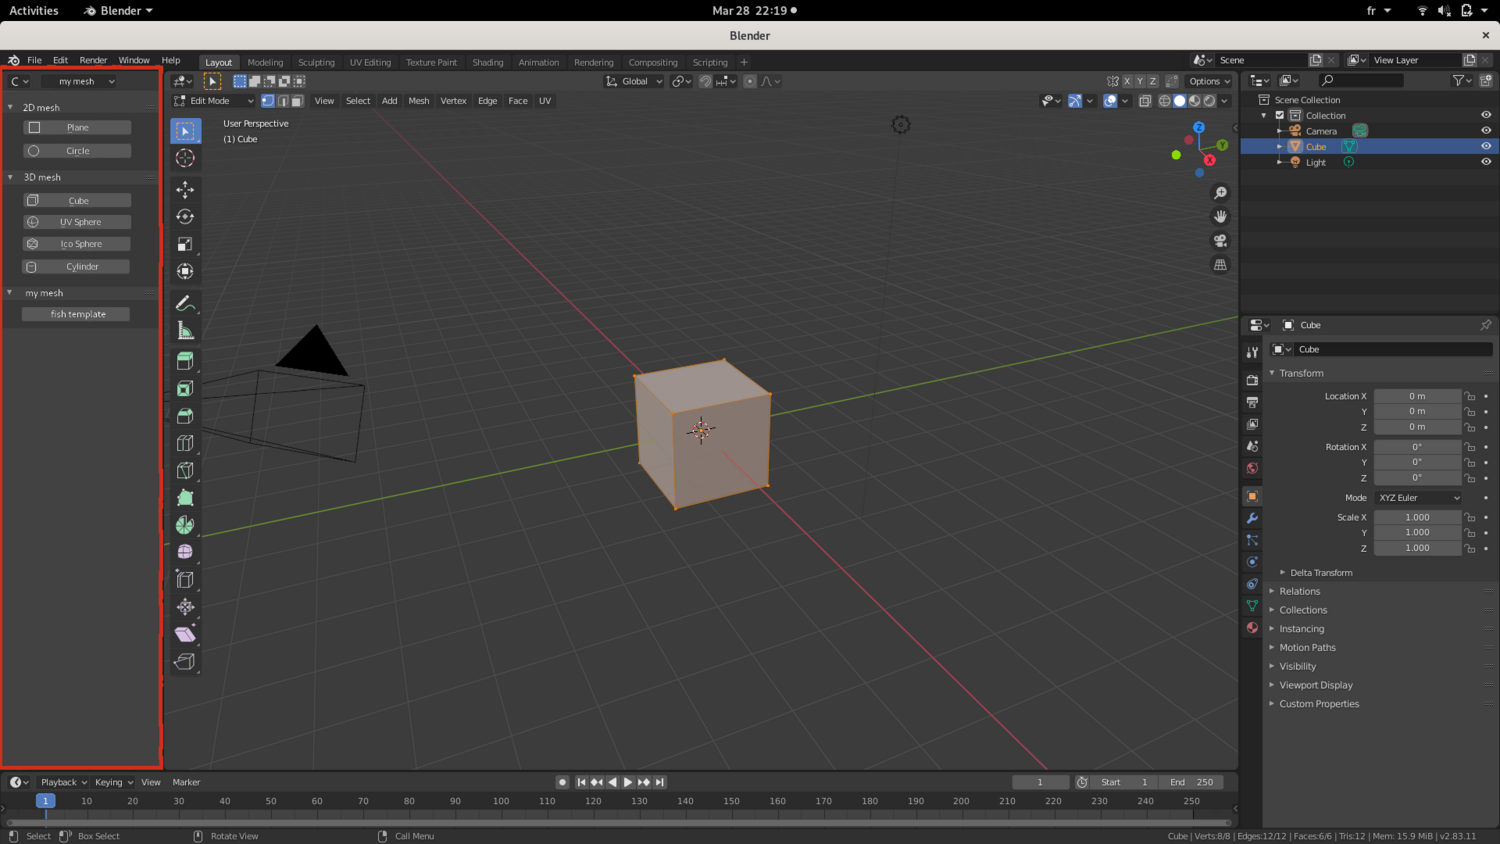 Activities Blender Mar 28 22:19 fr
Blender
File Edit Render Window Help Layout Modeling Sculpting UV Editing Texture Paint Shading Animation Rendering Compositing Scripting + Scene View Layer
my mesh Global X Y Z Options
Edit Mode View Select Add Mesh Vertex Edge Face UV
2D mesh
Plane
Circle
3D mesh
Cube
UV Sphere
Ico Sphere
Cylinder
my mesh
fish template
User Perspective
(1) Cube
Z
Y
X
Scene Collection
Collection
Camera
Cube
Light
Cube
Cube
Transform
Location X 0 m
Y 0 m
Z 0 m
Rotation X 0°
Y 0°
Z 0°
Mode XYZ Euler
Scale X 1.000
Y 1.000
Z 1.000
Delta Transform
Relations
Collections
Instancing
Motion Paths
Visibility
Viewport Display
Custom Properties
Playback Keying View Marker 1 Start 1 End 250
1 10 20 30 40 50 60 70 80 90 100 110 120 130 140 150 160 170 180 190 200 210 220 230 240 250
Select Box Select Rotate View Call Menu Cube | Verts:8/8 | Edges:12/12 | Faces:6/6 | Tris:12 | Mem: 15.9 MiB | v2.83.11